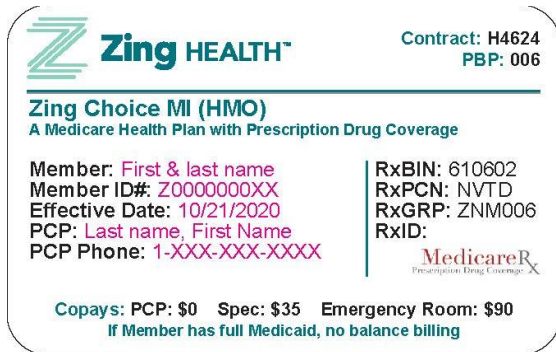 Zing HEALTH™
Contract: H4624
PBP: 006
Zing Choice MI (HMO)
A Medicare Health Plan with Prescription Drug Coverage
Member: First & last name
Member ID#: Z0000000XX
Effective Date: 10/21/2020
PCP: Last name, First Name
PCP Phone: 1-XXX-XXX-XXXX
RxBIN: 610602
RxPCN: NVTD
RxGRP: ZNM006
RxID:
MedicareRx
Prescription Drug Coverage
Copays: PCP: $0 Spec: $35 Emergency Room: $90
If Member has full Medicaid, no balance billing